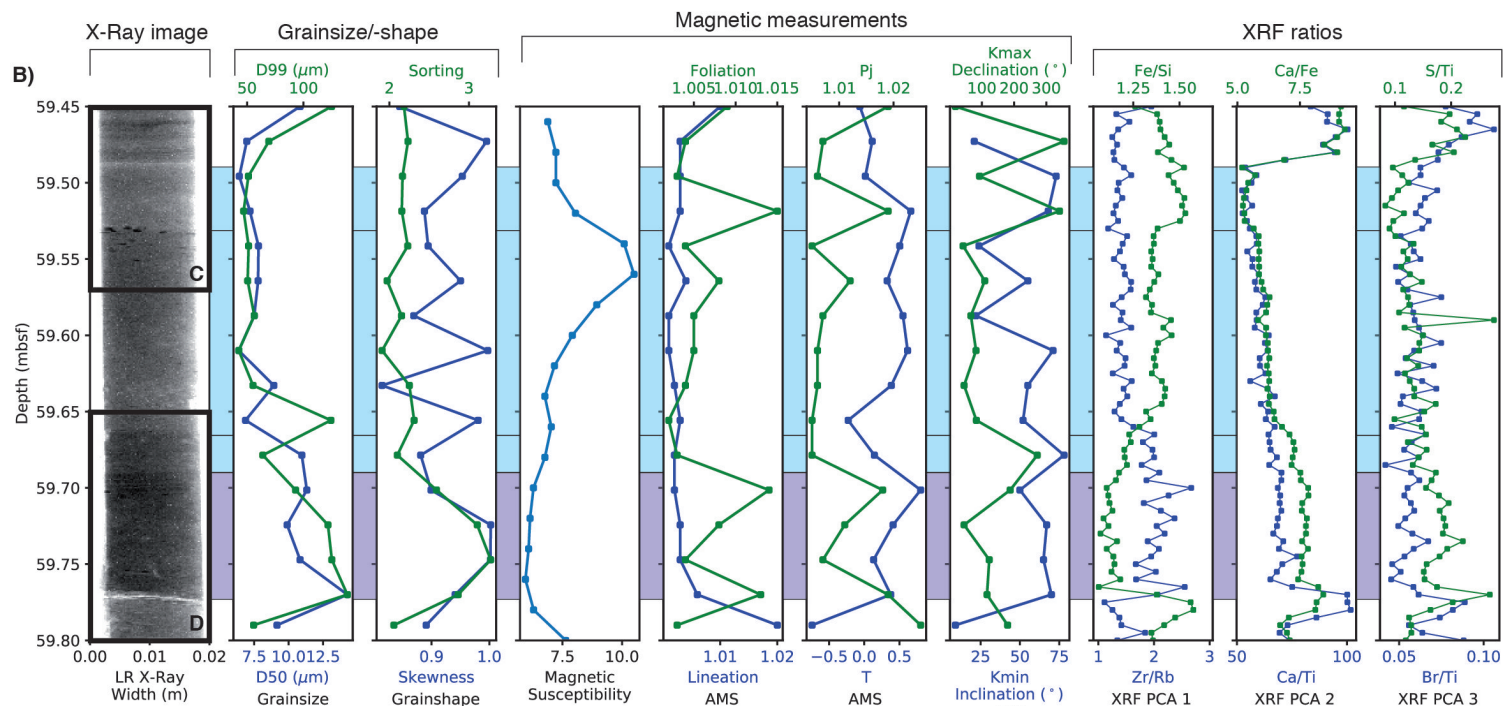 X-Ray image Grainsize/-shape Magnetic measurements XRF ratios
B)
D99 (μm) Sorting Foliation Pj Kmax Declination (°) Fe/Si Ca/Fe S/Ti
50 100 2 3 1.005 1.010 1.015 1.01 1.02 100 200 300 1.25 1.50 5.0 7.5 0.1 0.2
Depth (mbsf)
59.45
59.50
59.55
C
59.60
59.65
59.70
59.75
D
59.80
0.00 0.01 0.02 7.5 10.0 12.5 0.9 1.0 7.5 10.0 1.01 1.02 −0.5 0.0 0.5 25 50 75 1 2 3 50 100 0.05 0.10
LR X-Ray Width (m) D50 (μm) Skewness Magnetic Susceptibility Lineation T Kmin Inclination (°) Zr/Rb Ca/Ti Br/Ti
Grainsize Grainshape AMS AMS XRF PCA 1 XRF PCA 2 XRF PCA 3